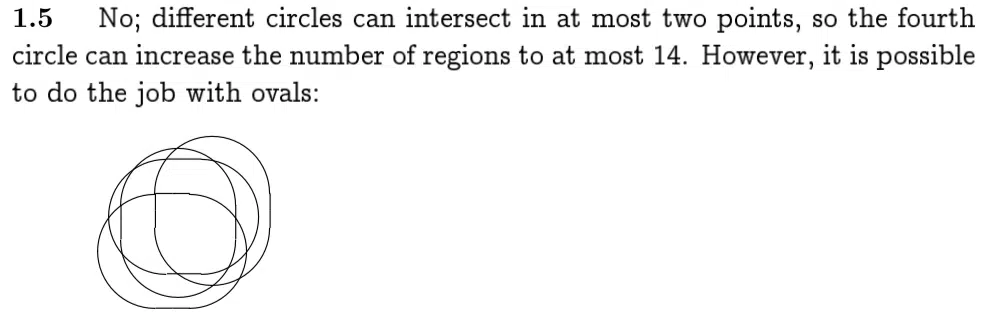 1.5 No; different circles can intersect in at most two points, so the fourth
circle can increase the number of regions to at most 14. However, it is possible
to do the job with ovals: